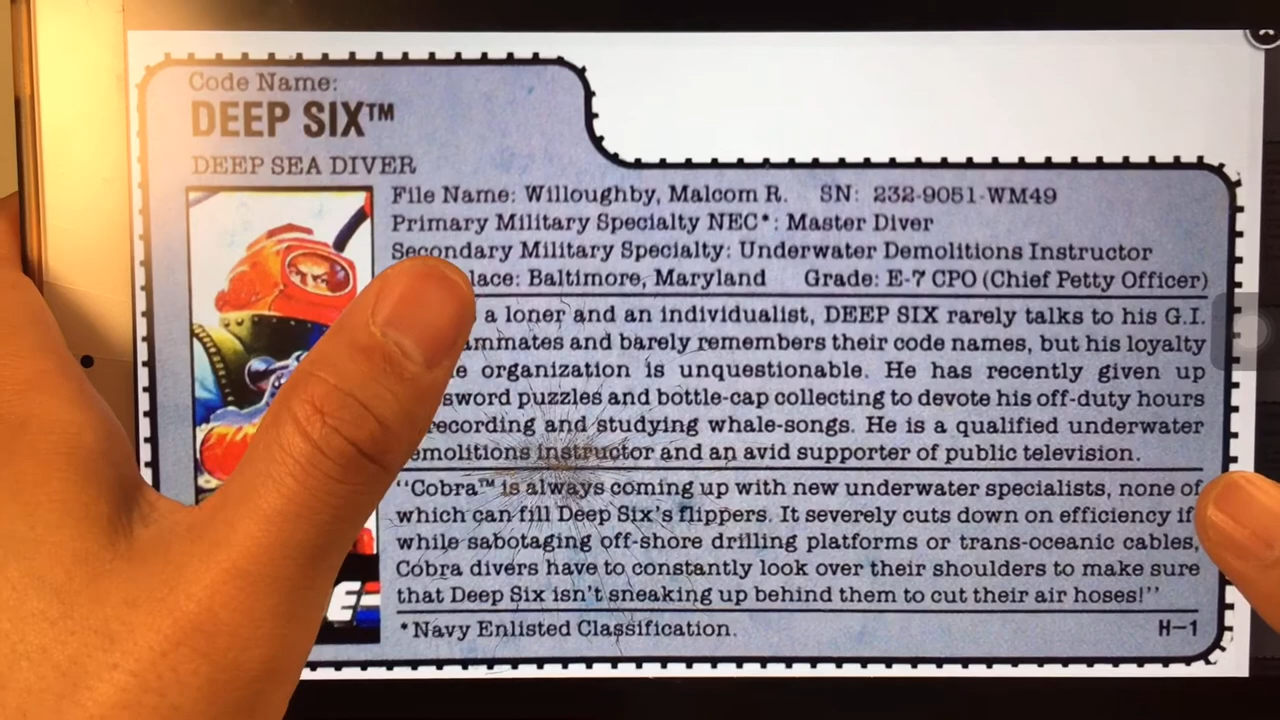 Code Name:
DEEP SIX™
DEEP SEA DIVER
File Name: Willoughby, Malcom R. SN: 232-9051-WM49
Primary Military Specialty NEC*: Master Diver
Secondary Military Specialty: Underwater Demolitions Instructor
lace: Baltimore, Maryland Grade: E-7 CPO (Chief Petty Officer)
a loner and an individualist, DEEP SIX rarely talks to his G.I.
ammates and barely remembers their code names, but his loyalty
e organization is unquestionable. He has recently given up
sword puzzles and bottle-cap collecting to devote his off-duty hours
recording and studying whale-songs. He is a qualified underwater
emolitions instructor and an avid supporter of public television.
"Cobra™ is always coming up with new underwater specialists, none of
which can fill Deep Six's flippers. It severely cuts down on efficiency if
while sabotaging off-shore drilling platforms or trans-oceanic cables,
Cobra divers have to constantly look over their shoulders to make sure
that Deep Six isn't sneaking up behind them to cut their air hoses!"
E
*Navy Enlisted Classification. H-1